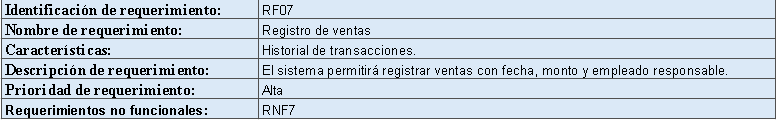 Identificación de requerimiento: RF07
Nombre de requerimiento: Registro de ventas
Características: Historial de transacciones.
Descripción de requerimiento: El sistema permitirá registrar ventas con fecha, monto y empleado responsable.
Prioridad de requerimiento: Alta
Requerimientos no funcionales: RNF7